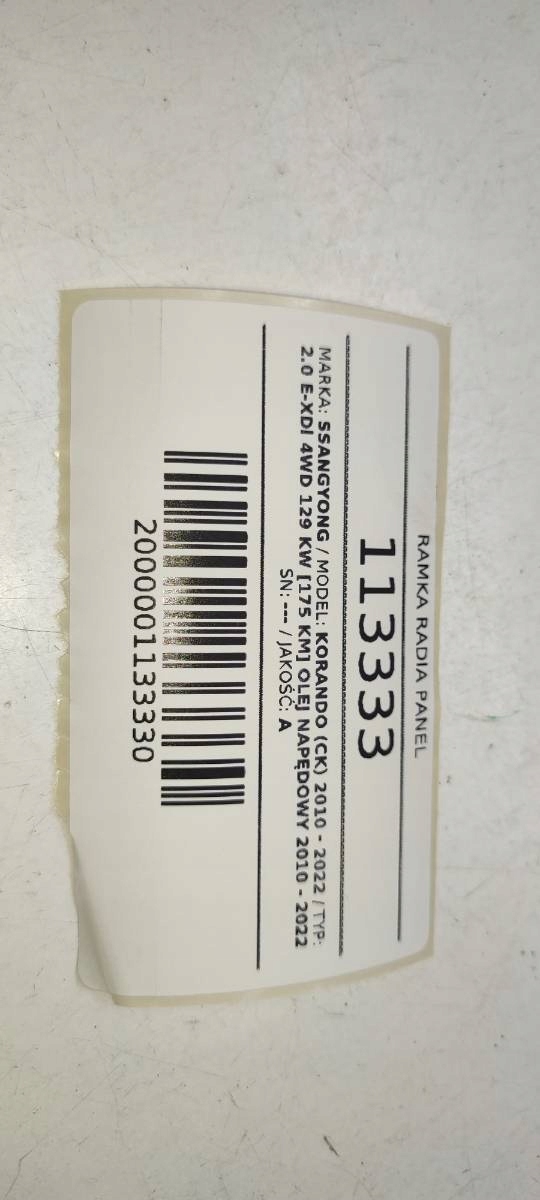 RAMKA RADIA PANEL
113333
MARKA: SSANGYONG / MODEL: KORANDO (CK) 2010 - 2022 / TYP:
2.0 E-XDI 4WD 129 KW [175 KM] OLEJ NAPĘDOWY 2010 - 2022
SN: --- / JAKOŚĆ: A
2000001133330